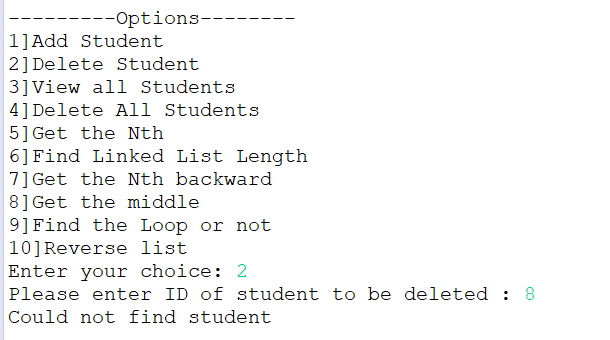 ---------Options--------
1]Add Student
2]Delete Student
3]View all Students
4]Delete All Students
5]Get the Nth
6]Find Linked List Length
7]Get the Nth backward
8]Get the middle
9]Find the Loop or not
10]Reverse list
Enter your choice: 2
Please enter ID of student to be deleted : 8
Could not find student